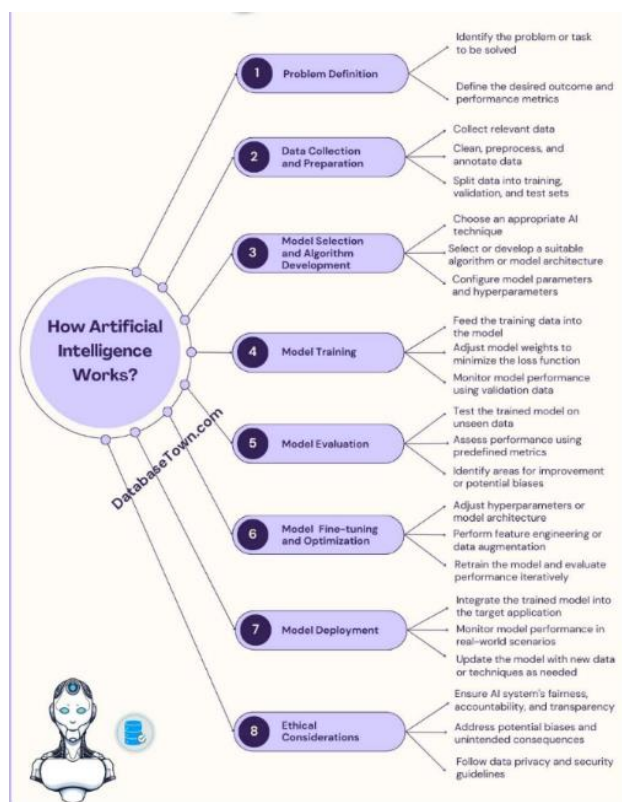 How Artificial
Intelligence
Works?
DatabaseTown.com
1
Problem Definition
Identify the problem or task
to be solved
Define the desired outcome and
performance metrics
2
Data Collection
and Preparation
Collect relevant data
Clean, preprocess, and
annotate data
Split data into training,
validation, and test sets
3
Model Selection
and Algorithm
Development
Choose an appropriate AI
technique
Select or develop a suitable
algorithm or model architecture
Configure model parameters
and hyperparameters
4
Model Training
Feed the training data into
the model
Adjust model weights to
minimize the loss function
Monitor model performance
using validation data
5
Model Evaluation
Test the trained model on
unseen data
Assess performance using
predefined metrics
Identify areas for improvement
or potential biases
6
Model Fine-tuning
and Optimization
Adjust hyperparameters or
model architecture
Perform feature engineering or
data augmentation
Retrain the model and evaluate
performance iteratively
7
Model Deployment
Integrate the trained model into
the target application
Monitor model performance in
real-world scenarios
Update the model with new data
or techniques as needed
8
Ethical
Considerations
Ensure AI system's fairness,
accountability, and transparency
Address potential biases and
unintended consequences
Follow data privacy and security
guidelines